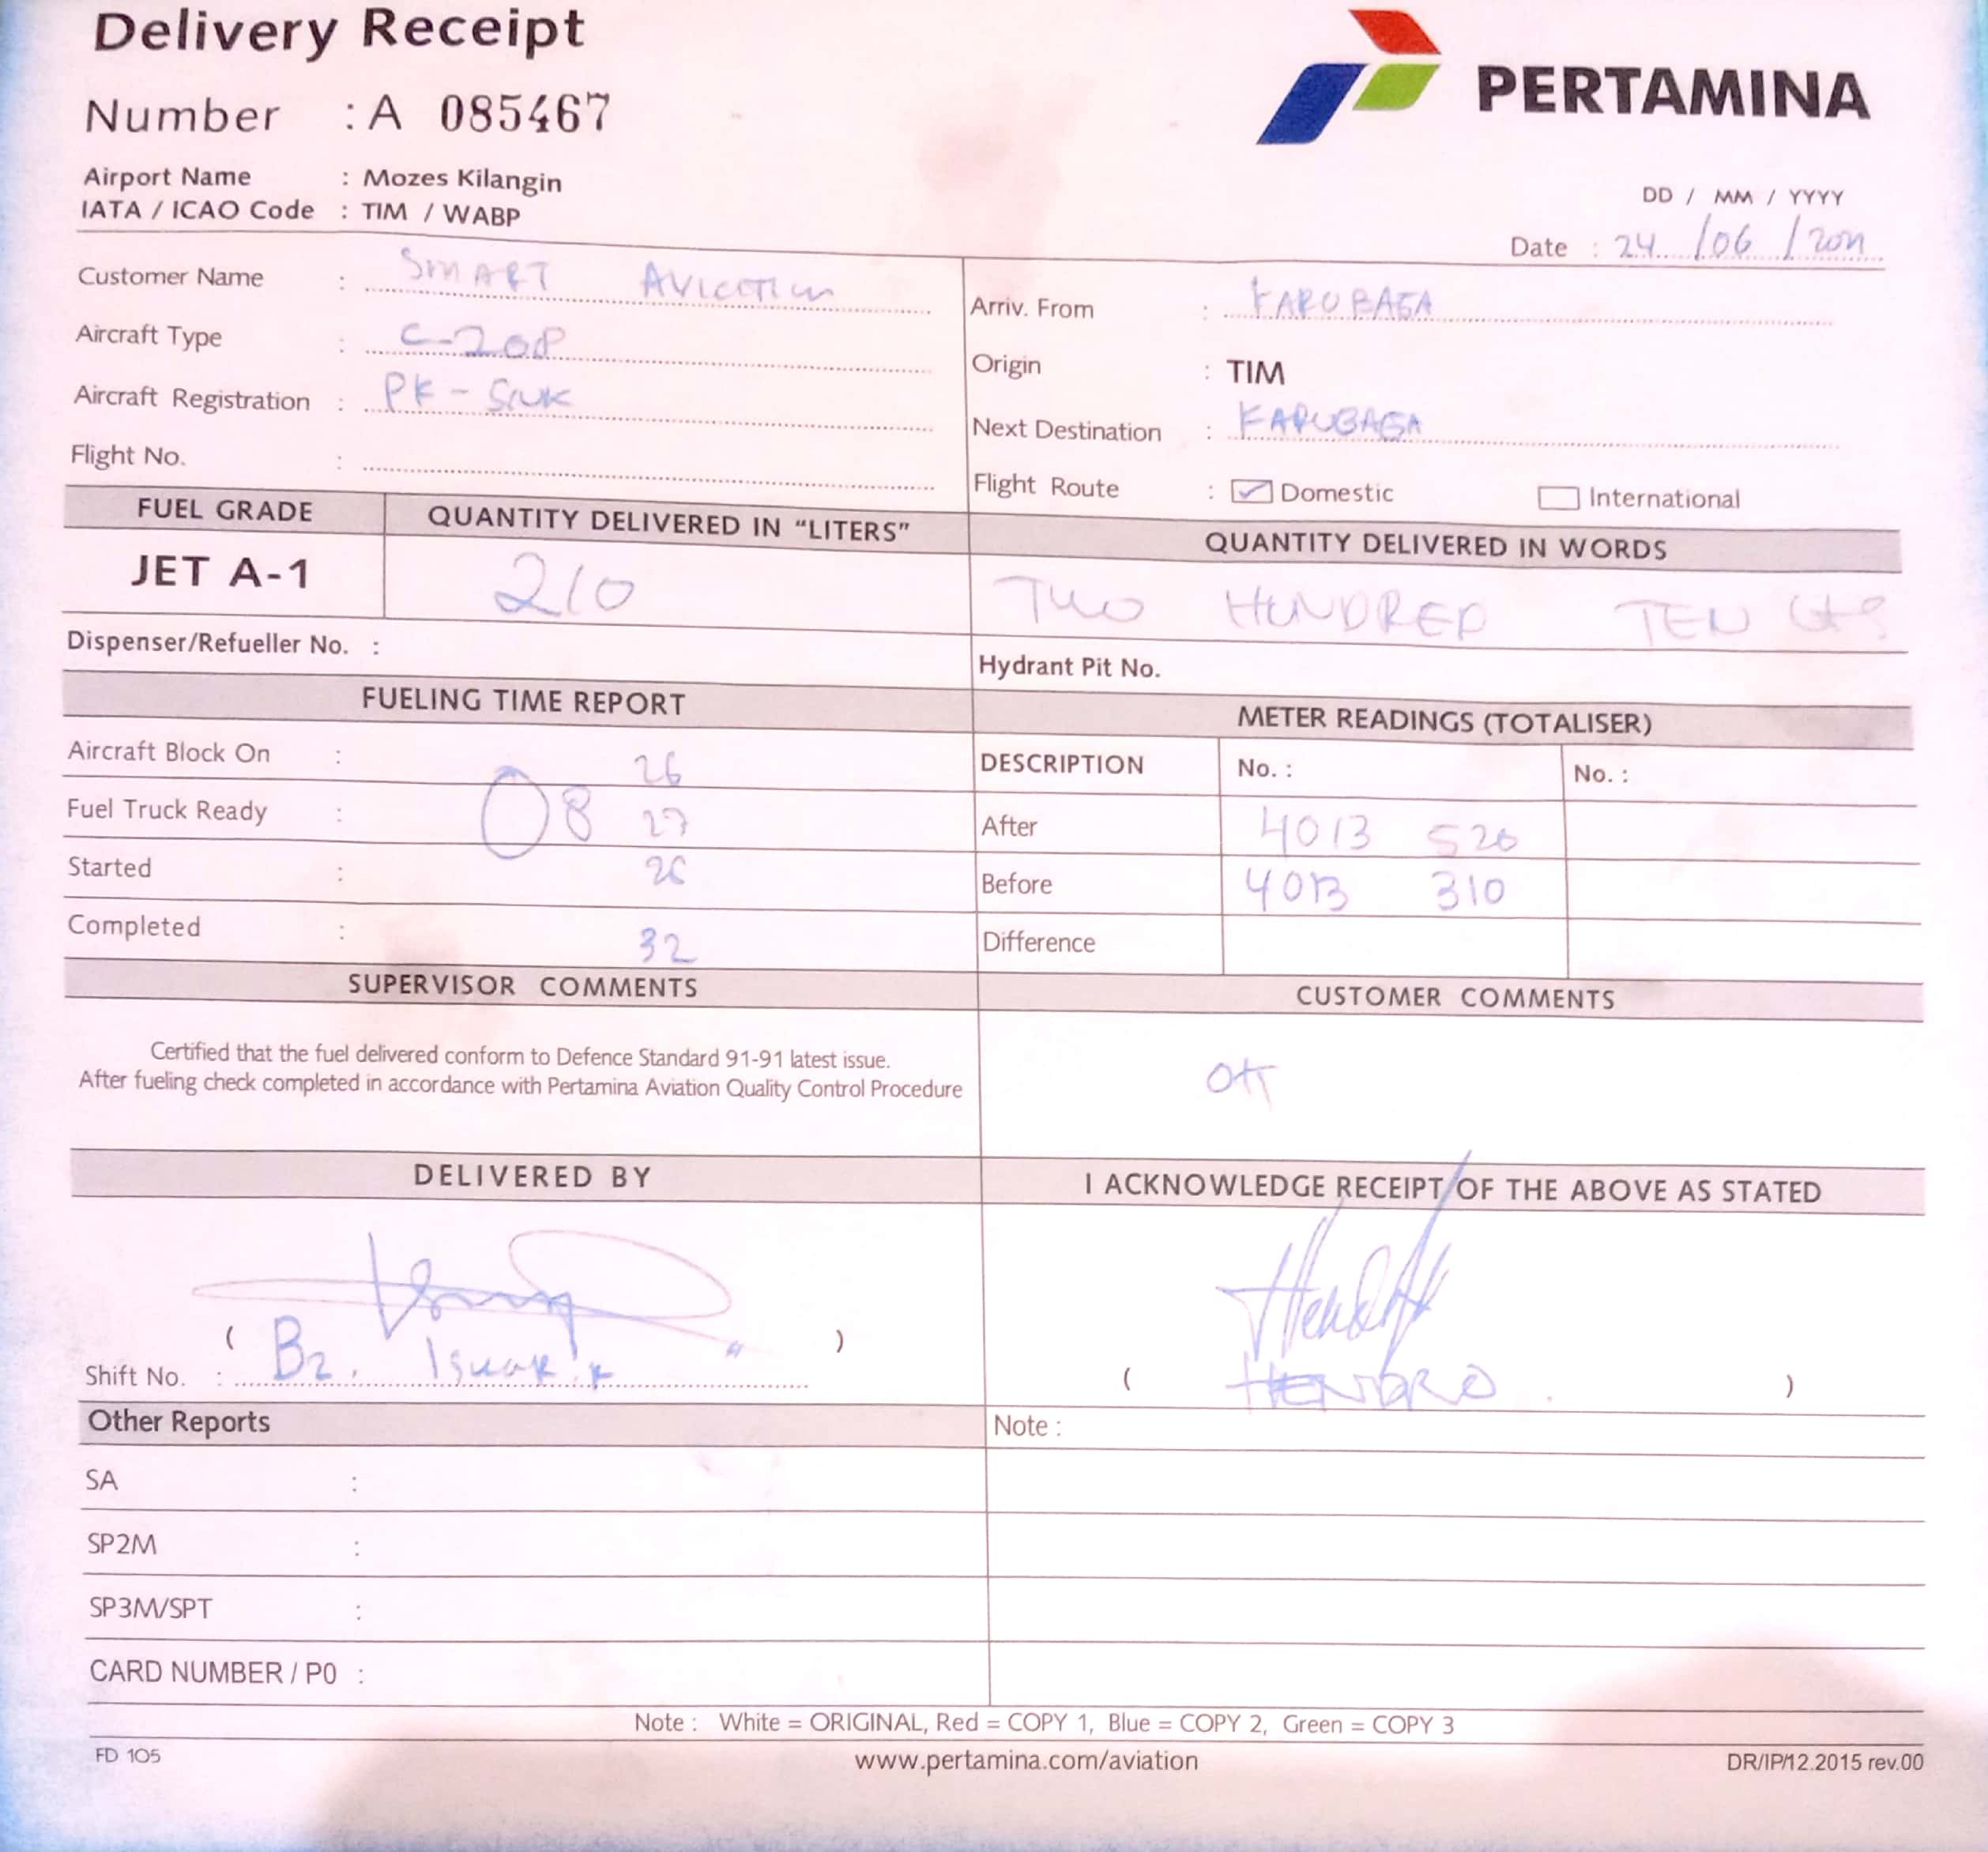 Delivery Receipt
PERTAMINA
Number : A 085467
Airport Name : Mozes Kilangin
IATA / ICAO Code : TIM / WABP
DD / MM / YYYY
Date : 24 / 06 /
Customer Name : SMART AVIATION
Aircraft Type : C-208
Aircraft Registration : PK -
Flight No. :
Arriv. From : KARUBAGA
Origin : TIM
Next Destination : KARUBAGA
Flight Route : Domestic International
FUEL GRADE QUANTITY DELIVERED IN "LITERS" QUANTITY DELIVERED IN WORDS
JET A-1 210 TWO HUNDRED TEN
Dispenser/Refueller No. : Hydrant Pit No.
FUELING TIME REPORT METER READINGS (TOTALISER)
Aircraft Block On : 26
Fuel Truck Ready : 08 27
Started :
Completed : 32
DESCRIPTION No. : No. :
After 4013 520
Before 4013 310
Difference
SUPERVISOR COMMENTS CUSTOMER COMMENTS
Certified that the fuel delivered conform to Defence Standard 91-91 latest issue.
After fueling check completed in accordance with Pertamina Aviation Quality Control Procedure
OK
DELIVERED BY I ACKNOWLEDGE RECEIPT OF THE ABOVE AS STATED
( )
Shift No. : B2.
( HENDRO )
Other Reports Note :
SA :
SP2M :
SP3M/SPT :
CARD NUMBER / P0 :
Note : White = ORIGINAL, Red = COPY 1, Blue = COPY 2, Green = COPY 3
FD 105 www.pertamina.com/aviation DR/IP/12.2015 rev.00